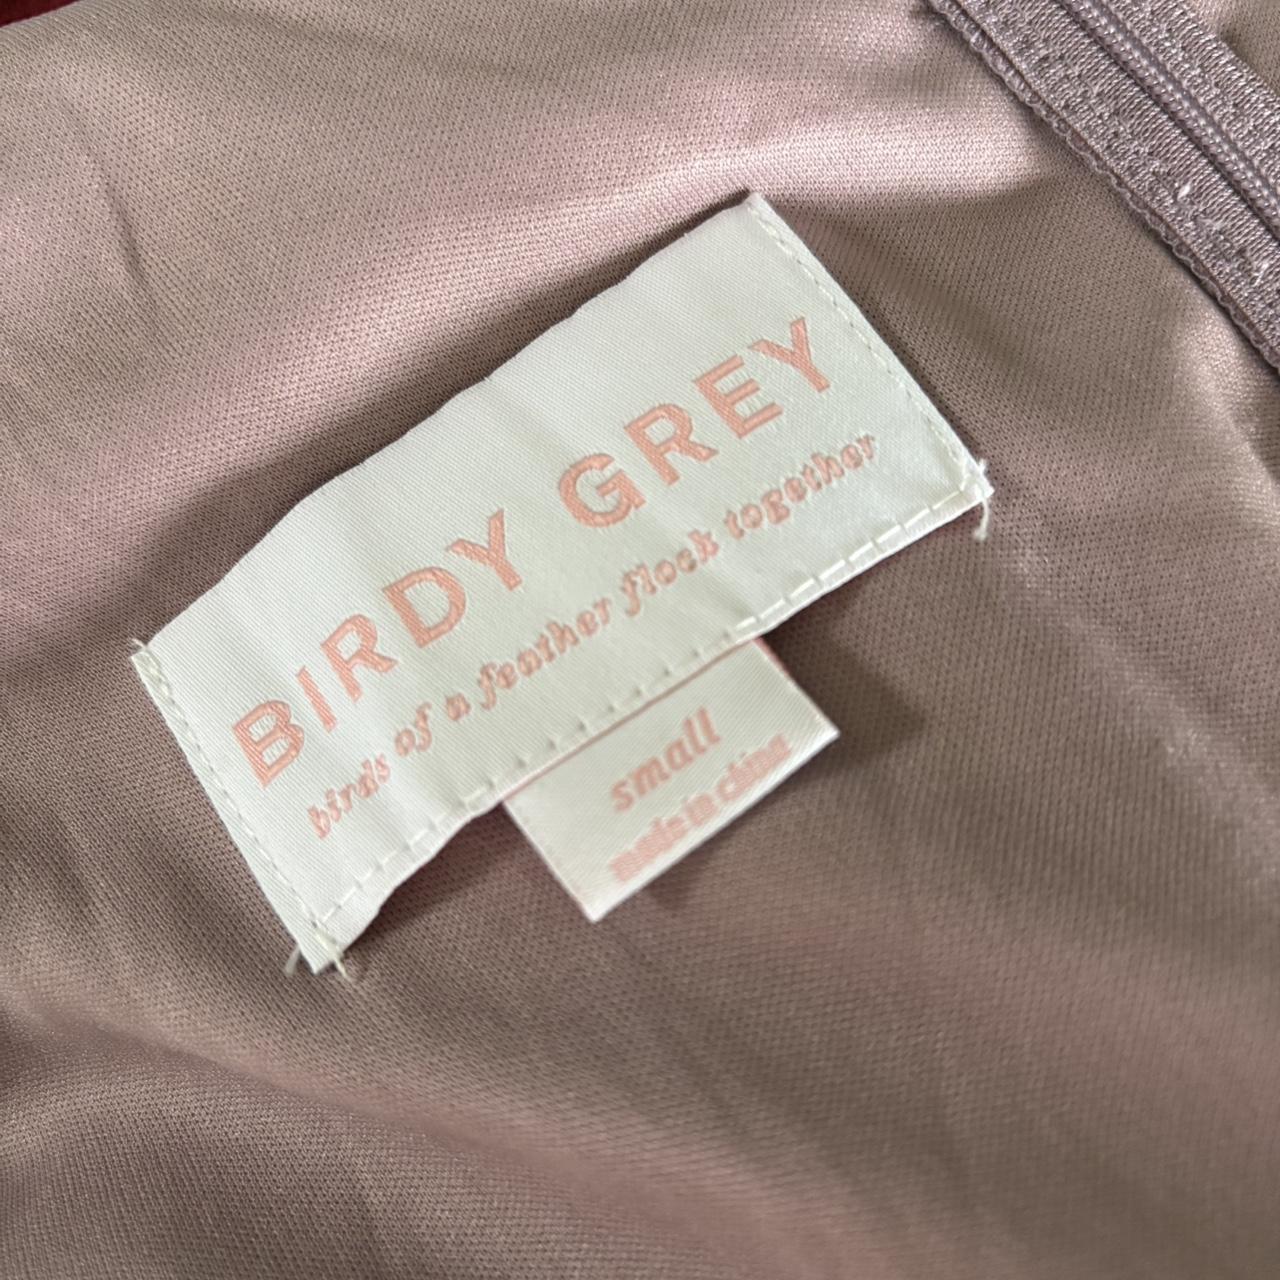 BIRDY GREY
birds of a feather flock together
small
made in china